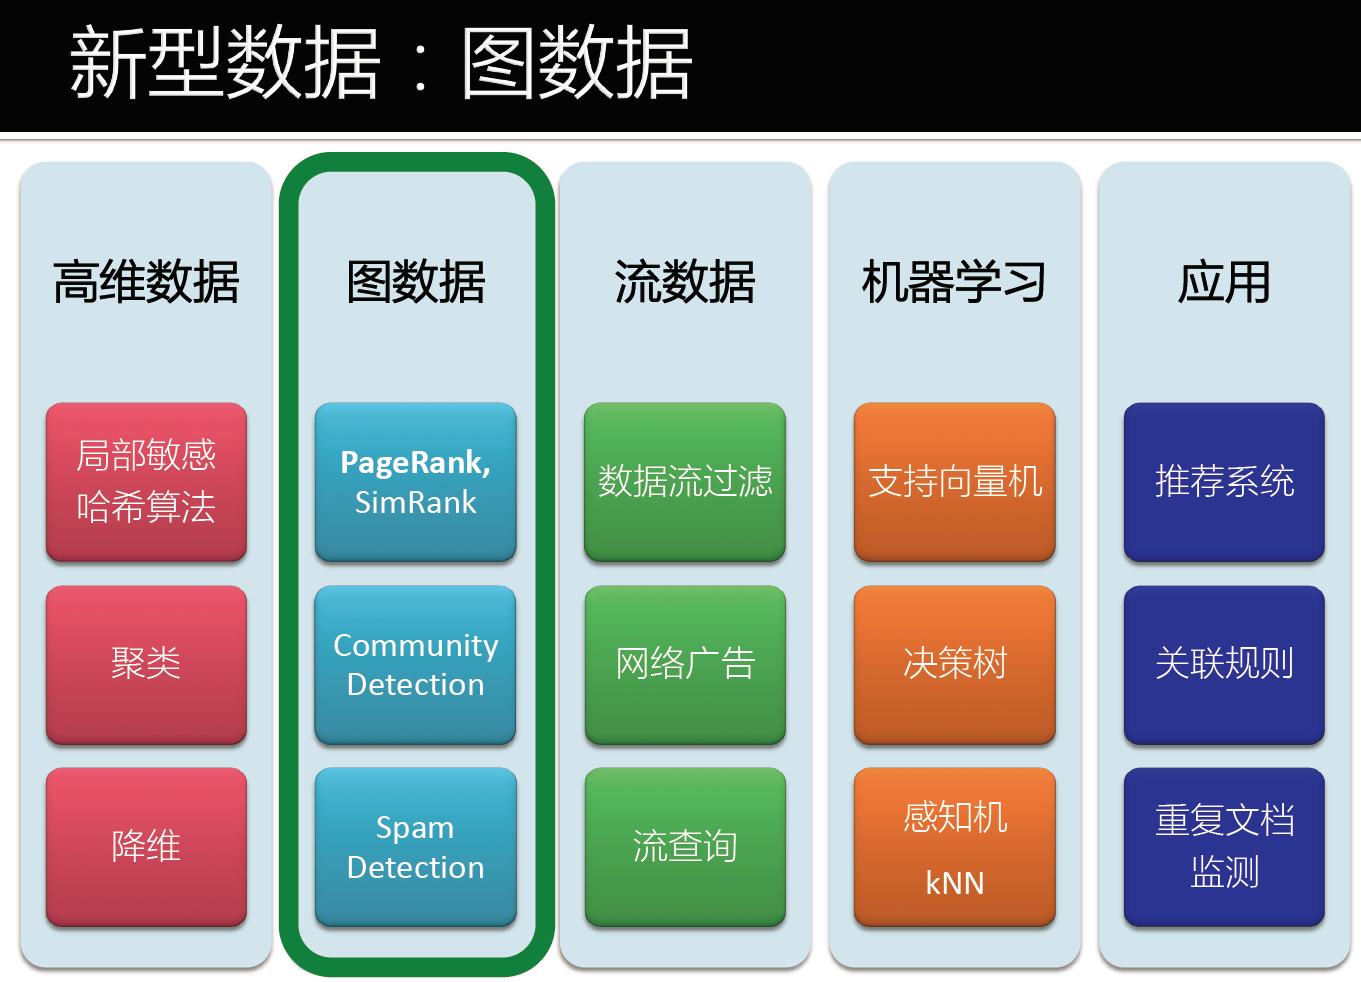 新型数据：图数据
高维数据
局部敏感
哈希算法
聚类
降维
图数据
PageRank,
SimRank
Community
Detection
Spam
Detection
流数据
数据流过滤
网络广告
流查询
机器学习
支持向量机
决策树
感知机
kNN
应用
推荐系统
关联规则
重复文档
监测